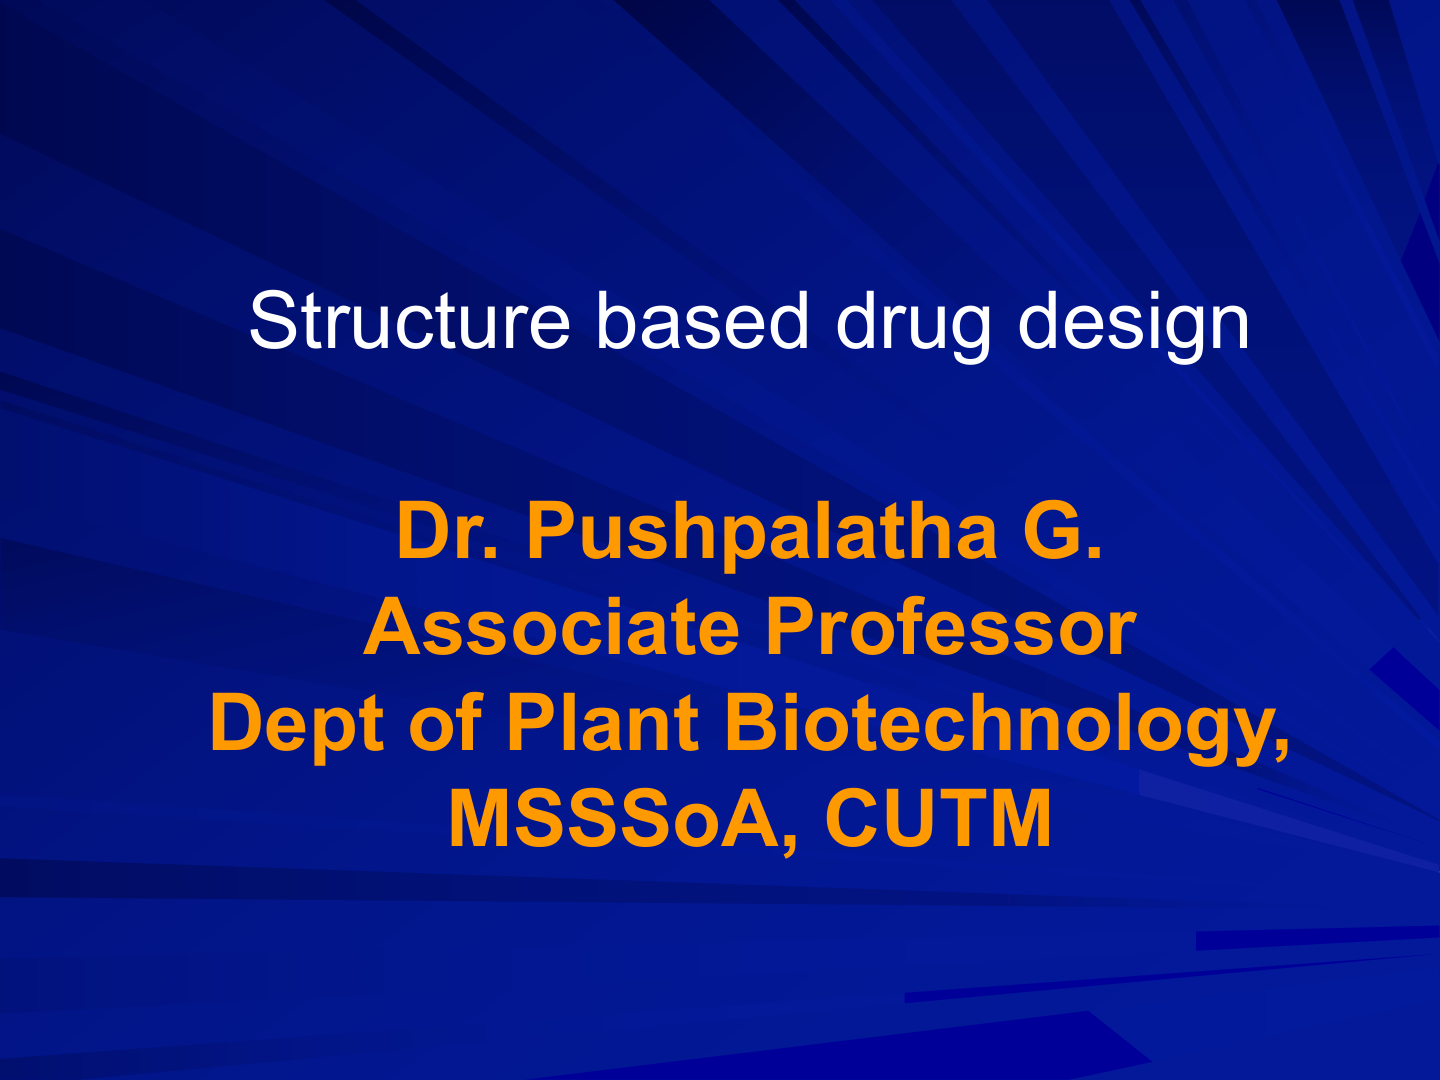 Structure based drug design
Dr. Pushpalatha G.
Associate Professor
Dept of Plant Biotechnology,
MSSSoA, CUTM